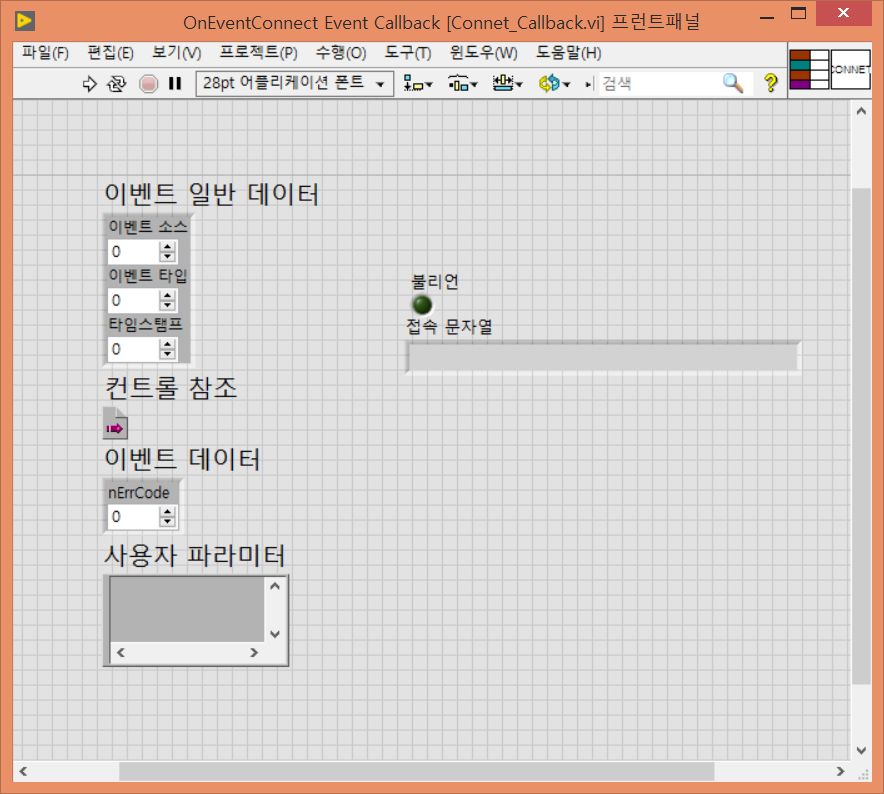 OnEventConnect Event Callback [Connet_Callback.vi] 프런트패널
파일(F) 편집(E) 보기(V) 프로젝트(P) 수행(O) 도구(T) 윈도우(W) 도움말(H)
28pt 어플리케이션 폰트 검색 ? CONNET
이벤트 일반 데이터
이벤트 소스
0
이벤트 타입
0
타임스탬프
0
불리언
접속 문자열
컨트롤 참조
이벤트 데이터
nErrCode
0
사용자 파라미터